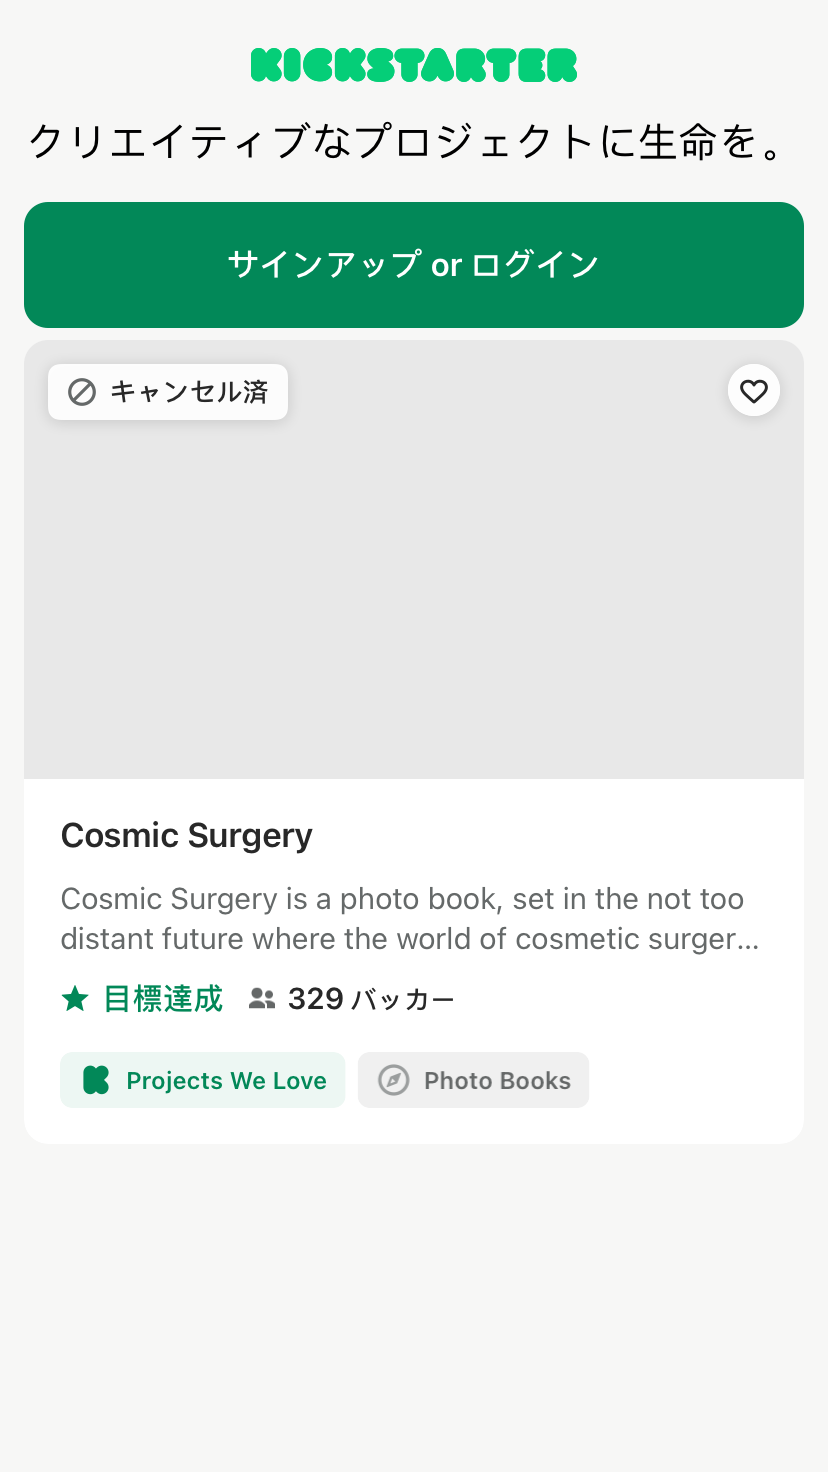 KICKSTARTER
クリエイティブなプロジェクトに生命を。
サインアップ or ログイン
キャンセル済
Cosmic Surgery
Cosmic Surgery is a photo book, set in the not too
distant future where the world of cosmetic surger...
目標達成 329 バッカー
Projects We Love Photo Books